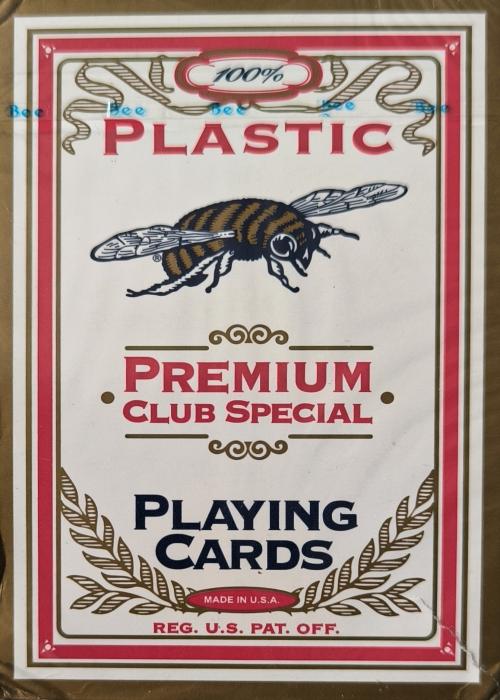 100%
Bee Bee Bee Bee Bee
PLASTIC
®
PREMIUM
CLUB SPECIAL
PLAYING
CARDS
MADE IN U.S.A.
REG. U.S. PAT. OFF.